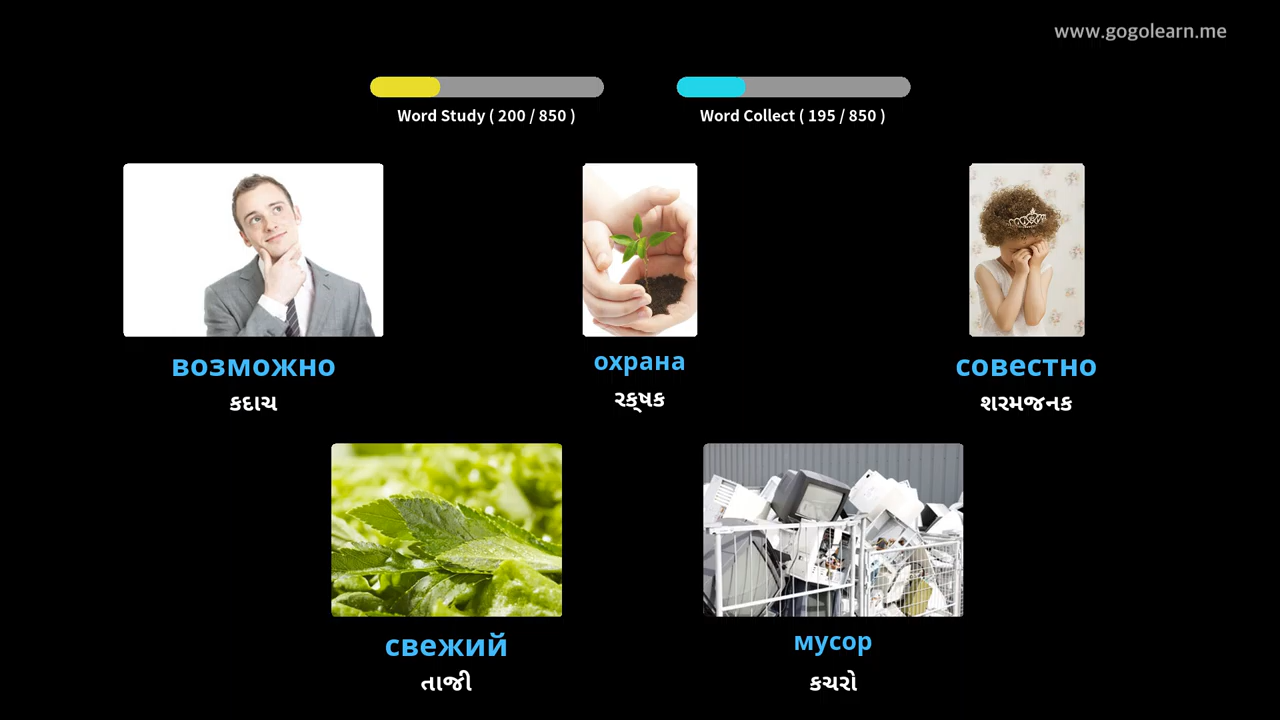 www.gogolearn.me
Word Study ( 200 / 850 )
Word Collect ( 195 / 850 )
возможно
કદાચ
охрана
રક્ષક
совестно
શરમજનક
свежий
તાજી
мусор
કચરો